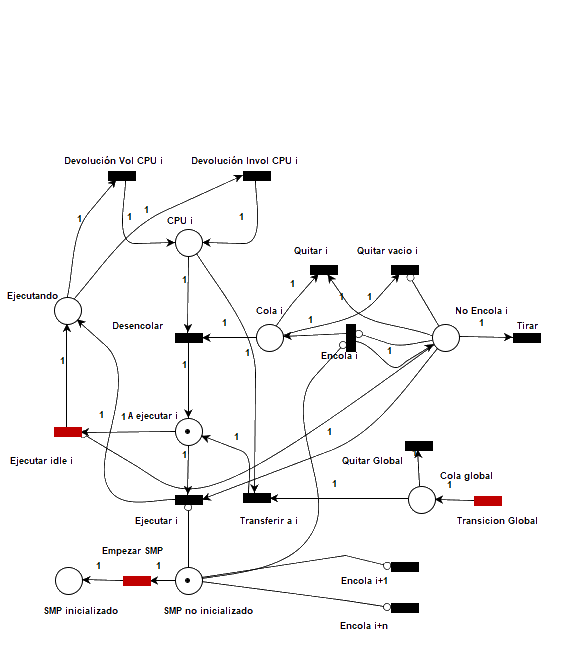 Devolución Vol CPU i
Devolución Invol CPU i
1
1
1
1
CPU i
Quitar i
Quitar vacio i
1
1
1
1
Ejecutando
Cola i
No Encola i
1
1
1
Desencolar
Tirar
Encola i
1
1
1
1
A ejecutar i
1
1
1
1
1
Ejecutar idle i
Quitar Global
1
Cola global
1
1
Ejecutar i
Transferir a i
Transicion Global
Empezar SMP
1
1
Encola i+1
SMP inicializado
SMP no inicializado
Encola i+n